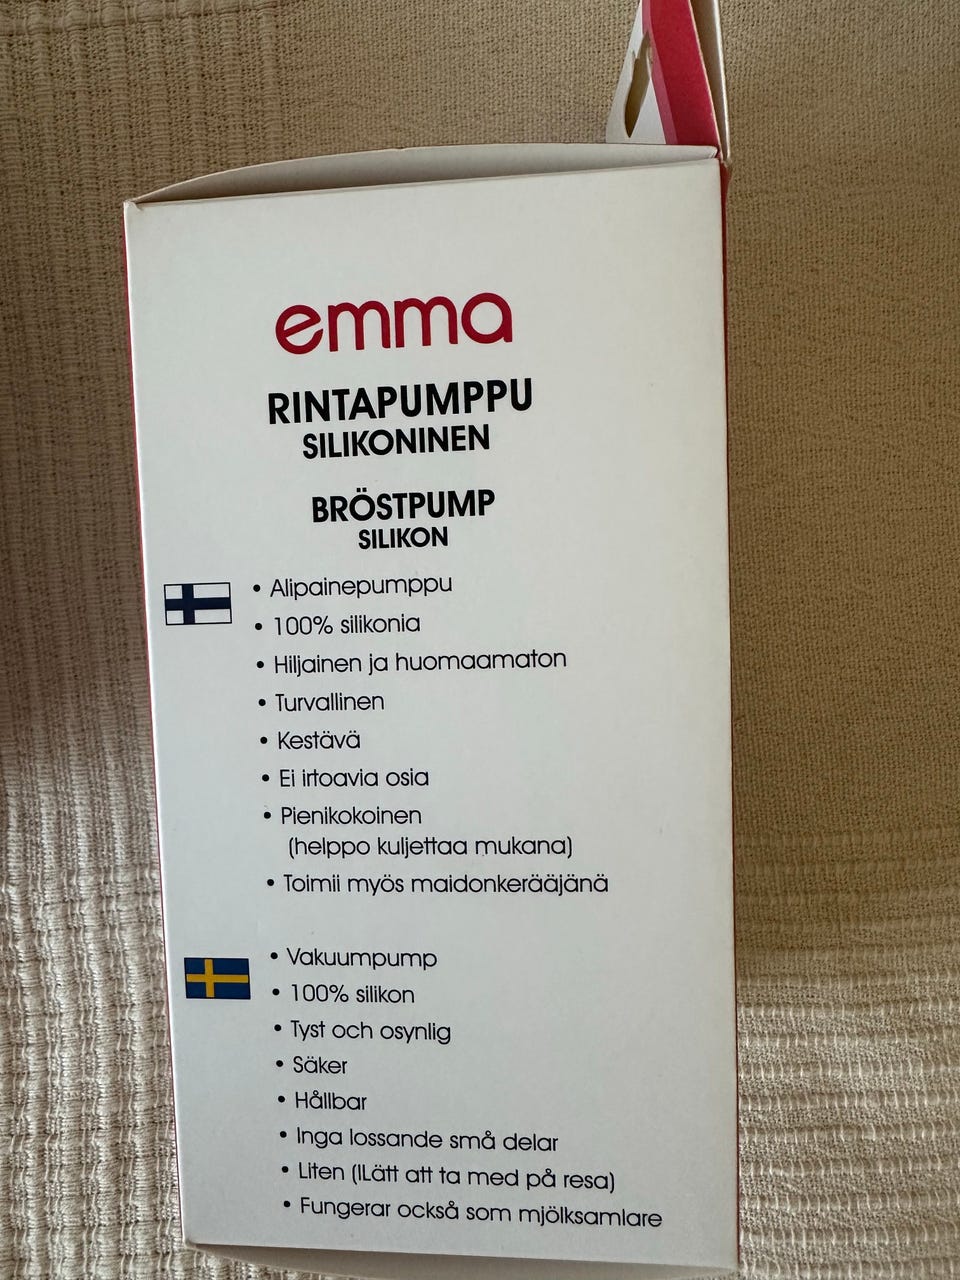 emma
RINTAPUMPPU
SILIKONINEN
BRÖSTPUMP
SILIKON
• Alipainepumppu
• 100% silikonia
• Hiljainen ja huomaamaton
• Turvallinen
• Kestävä
• Ei irtoavia osia
• Pienikokoinen
(helppo kuljettaa mukana)
• Toimii myös maidonkerääjänä
• Vakuumpump
• 100% silikon
• Tyst och osynlig
• Säker
• Hållbar
• Inga lossande små delar
• Liten (lLätt att ta med på resa)
• Fungerar också som mjölksamlare